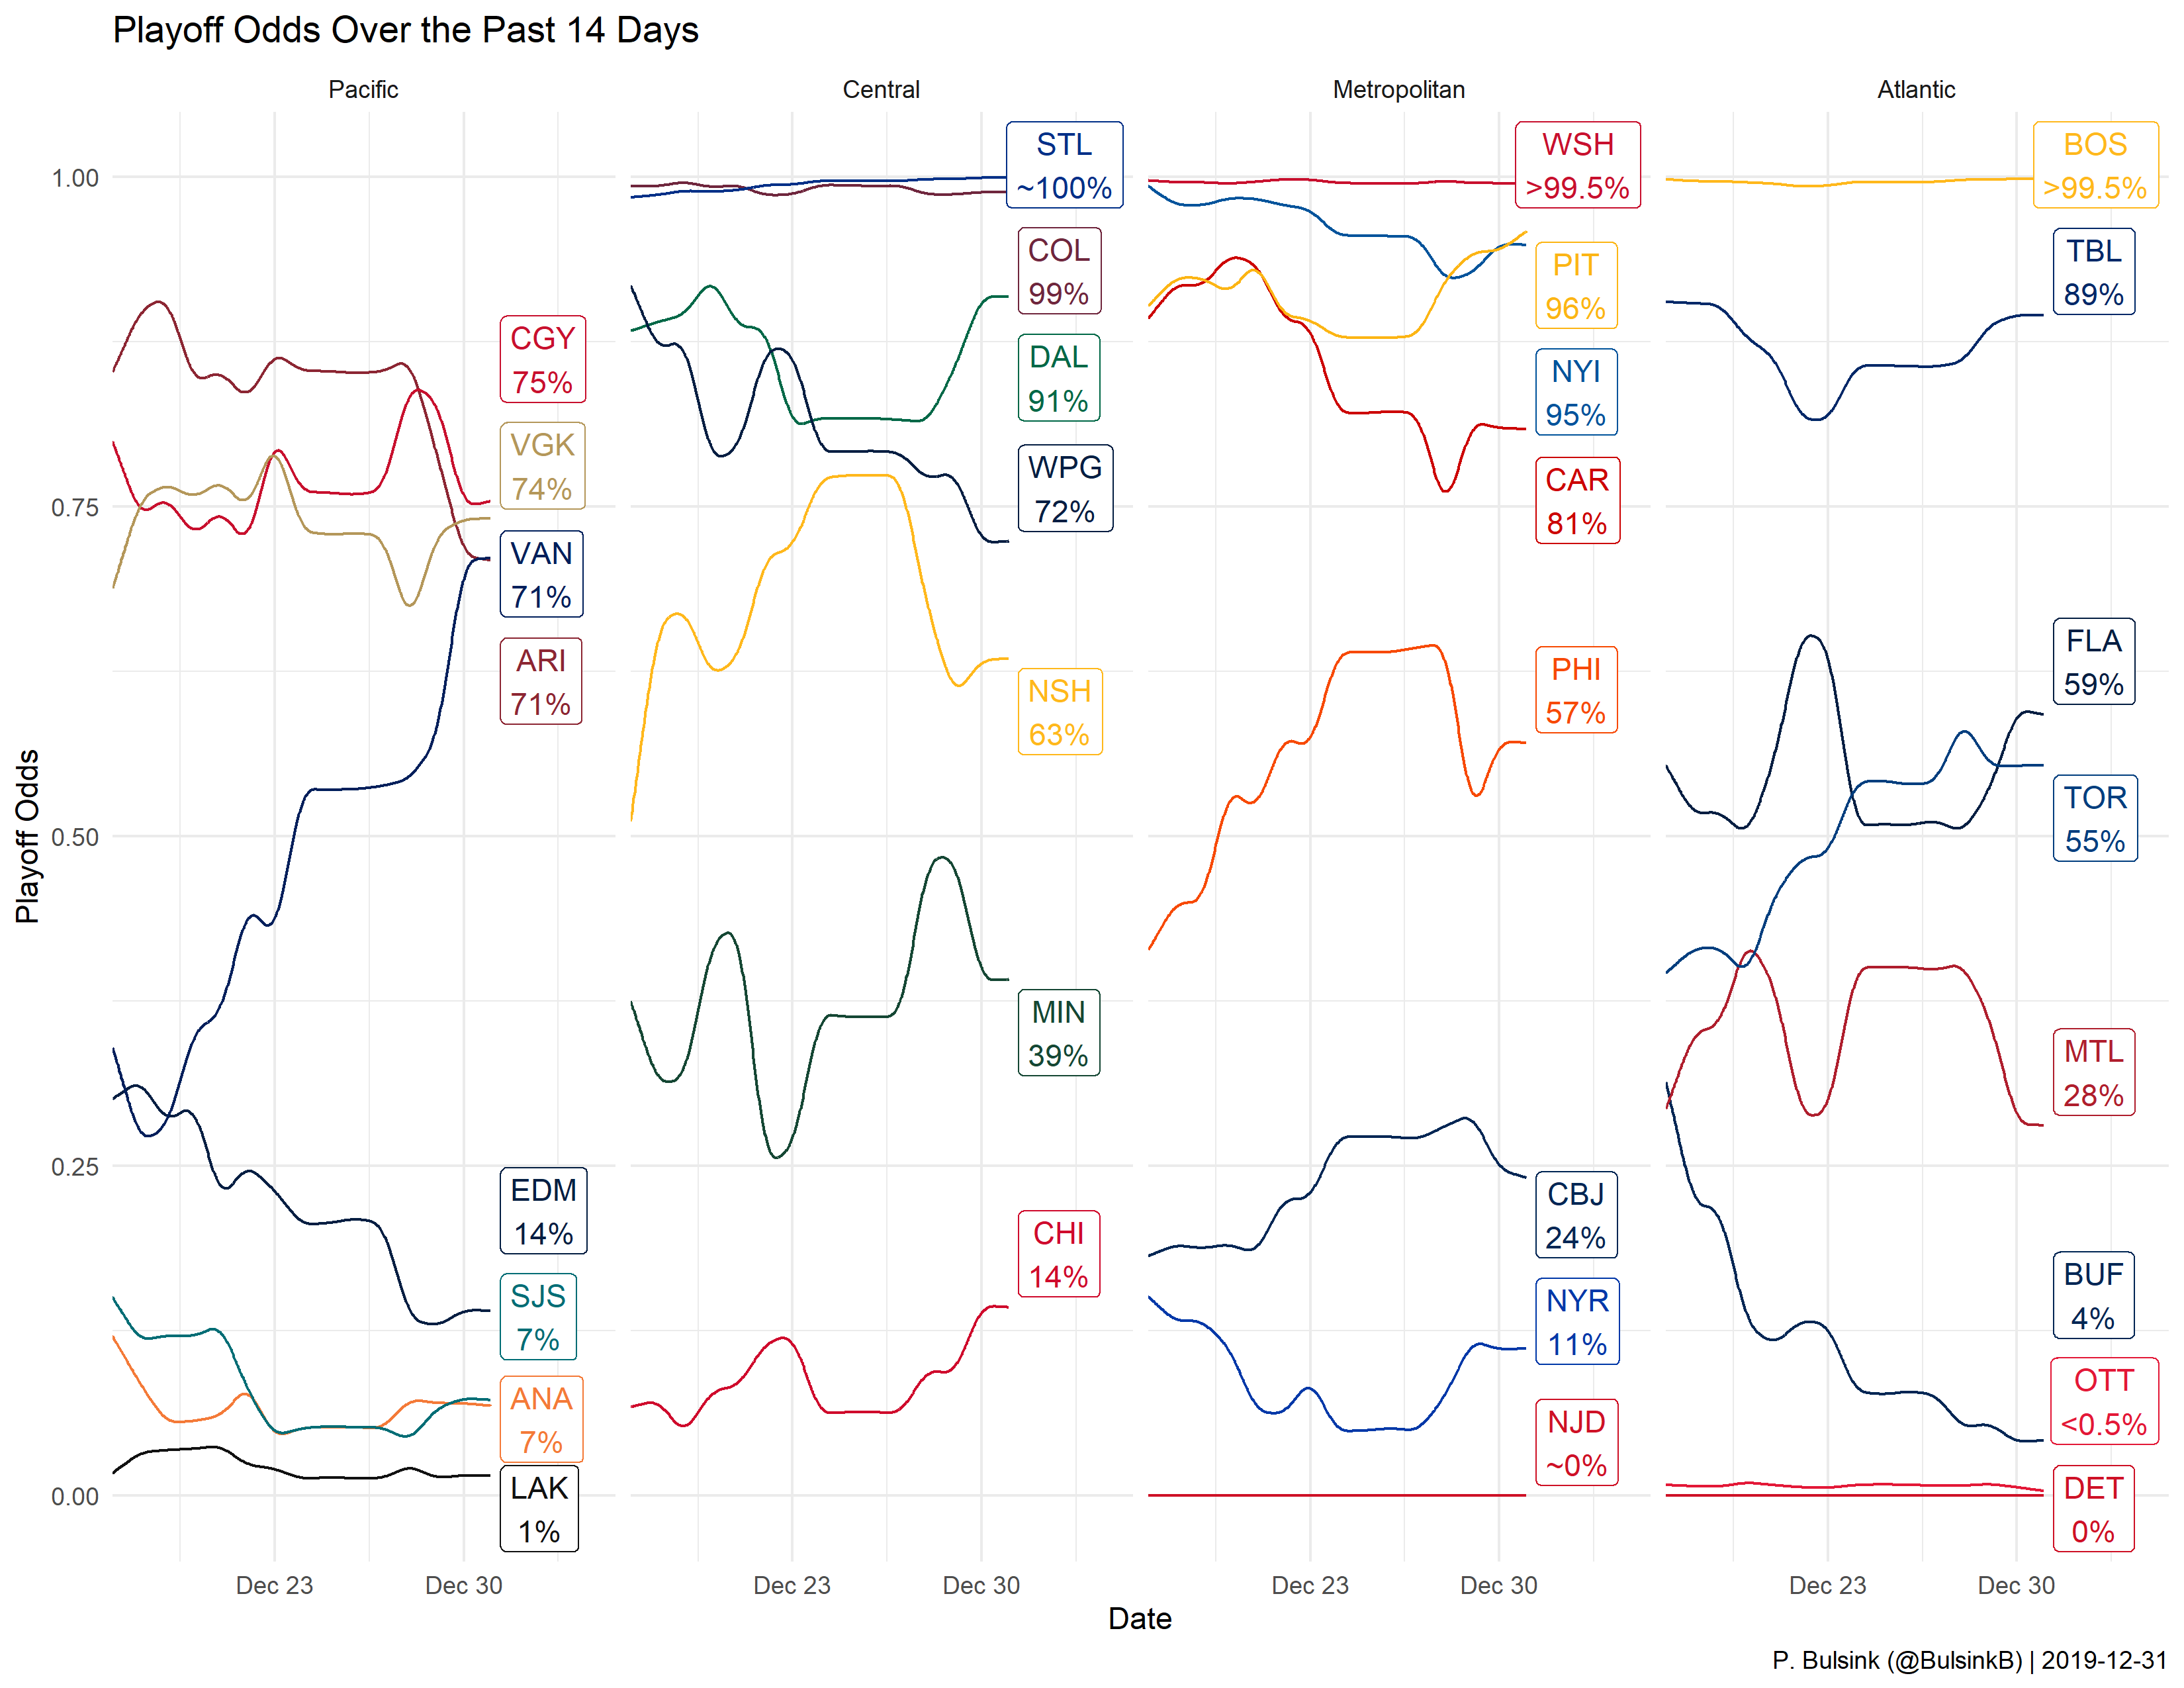 Playoff Odds Over the Past 14 Days
Pacific
Central
Metropolitan
Atlantic
Playoff Odds
1.00
0.75
0.50
0.25
0.00
CGY
75%
VGK
74%
VAN
71%
ARI
71%
EDM
14%
SJS
7%
ANA
7%
LAK
1%
STL
~100%
COL
99%
DAL
91%
WPG
72%
NSH
63%
MIN
39%
CHI
14%
WSH
>99.5%
PIT
96%
NYI
95%
CAR
81%
PHI
57%
CBJ
24%
NYR
11%
NJD
~0%
BOS
>99.5%
TBL
89%
FLA
59%
TOR
55%
MTL
28%
BUF
4%
OTT
<0.5%
DET
0%
Dec 23
Dec 30
Dec 23
Dec 30
Dec 23
Dec 30
Dec 23
Dec 30
Date
P. Bulsink (@BulsinkB) | 2019-12-31